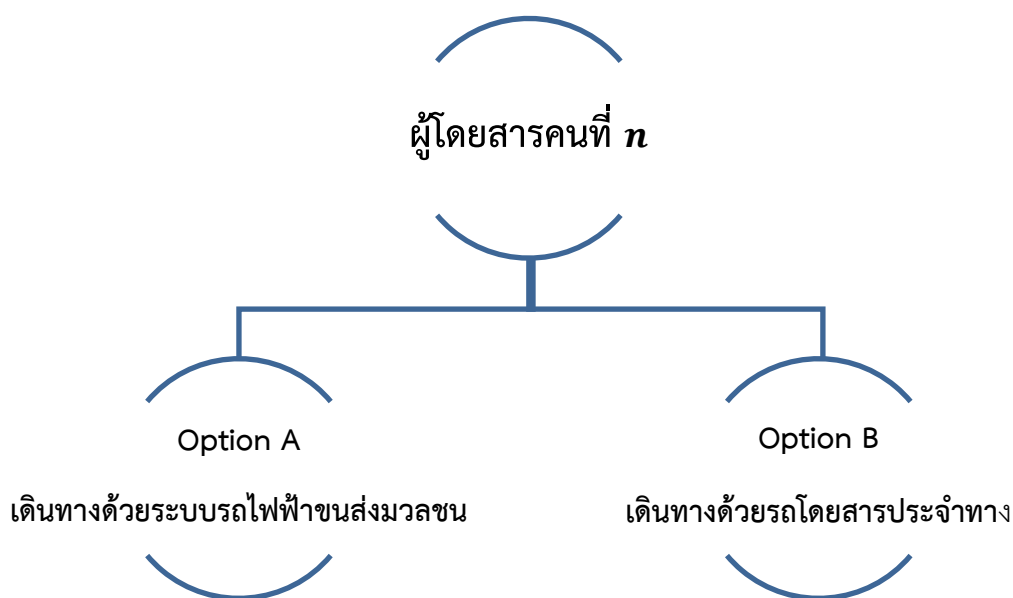 ผู้โดยสารคนที่ n
Option A
เดินทางด้วยระบบรถไฟฟ้าขนส่งมวลชน
Option B
เดินทางด้วยรถโดยสารประจำทาง